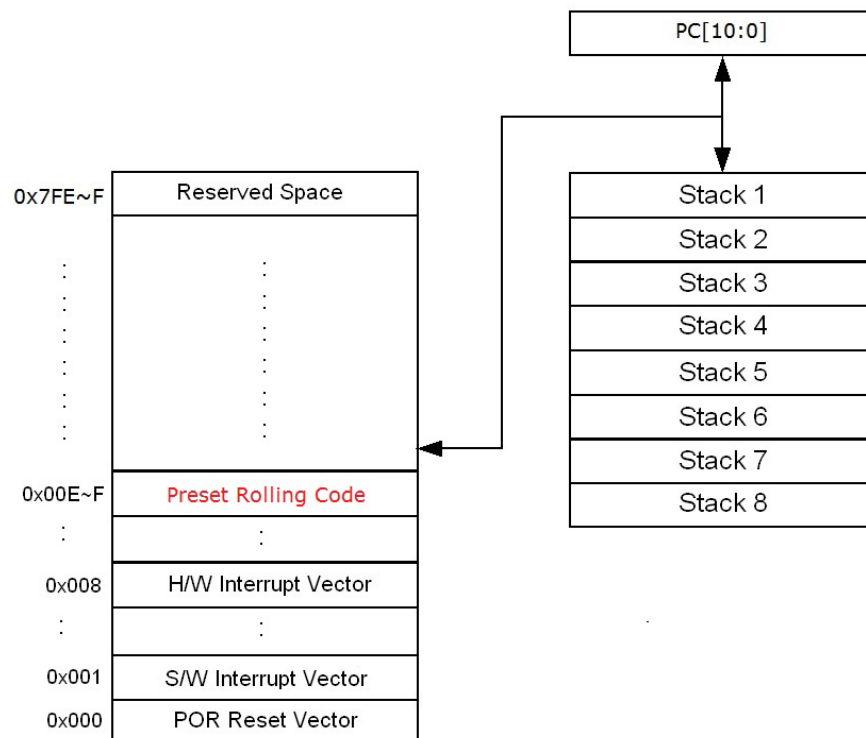 PC[10:0]
0x7FE~F
Reserved Space
Stack 1
Stack 2
Stack 3
Stack 4
Stack 5
Stack 6
Stack 7
Stack 8
0x00E~F
Preset Rolling Code
0x008
H/W Interrupt Vector
0x001
S/W Interrupt Vector
0x000
POR Reset Vector